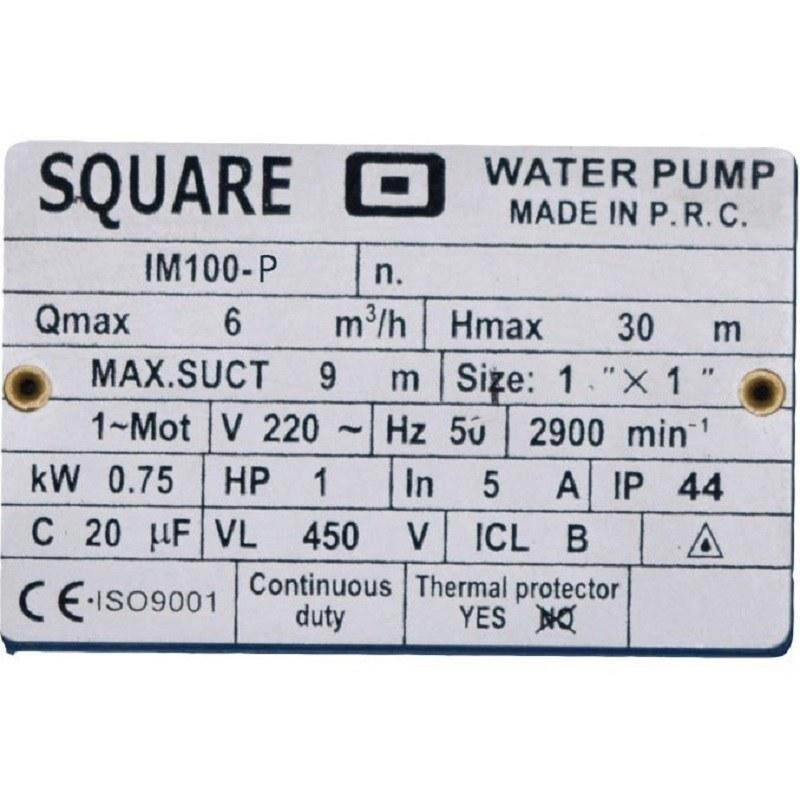 SQUARE
WATER PUMP
MADE IN P.R.C.
IM100-P n.
Qmax 6 m³/h Hmax 30 m
MAX.SUCT 9 m Size: 1 ″×1 ″
1~Mot V 220 ~ Hz 50 2900 min⁻¹
kW 0.75 HP 1 In 5 A IP 44
C 20 μF VL 450 V ICL B
CE·ISO9001
Continuous
duty
Thermal protector
YES NO